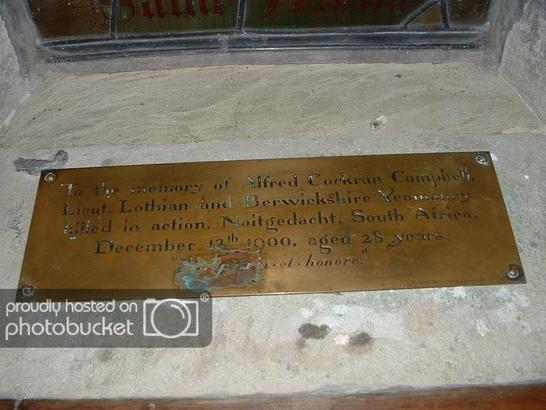 To the memory of Alfred Corkran Campbell,
Lieut. Lothian and Berwickshire Yeomanry
killed in action, Noitgedacht, South Africa,
December 13th 1900, aged 28 years
et · honore."
proudly hosted on
photobucket